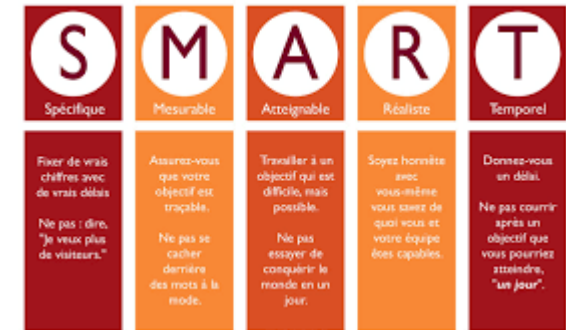 S
Spécifique
Fixer de vrais
chiffres avec
de vrais délais
Ne pas : dire,
"Je veux plus
de visiteurs."
M
Mesurable
Assurez-vous
que votre
objectif est
traçable.
Ne pas se
cacher
derrière
des mots à la
mode.
A
Atteignable
Travailler à un
objectif qui est
difficile, mais
possible.
Ne pas
essayer de
conquérir le
monde en un
jour.
R
Réaliste
Soyez honnête
avec
vous-même
vous savez de
quoi vous et
votre équipe
êtes capables.
T
Temporel
Donnez-vous
un délai.
Ne pas courrir
après un
objectif que
vous pourriez
atteindre,
"un jour".